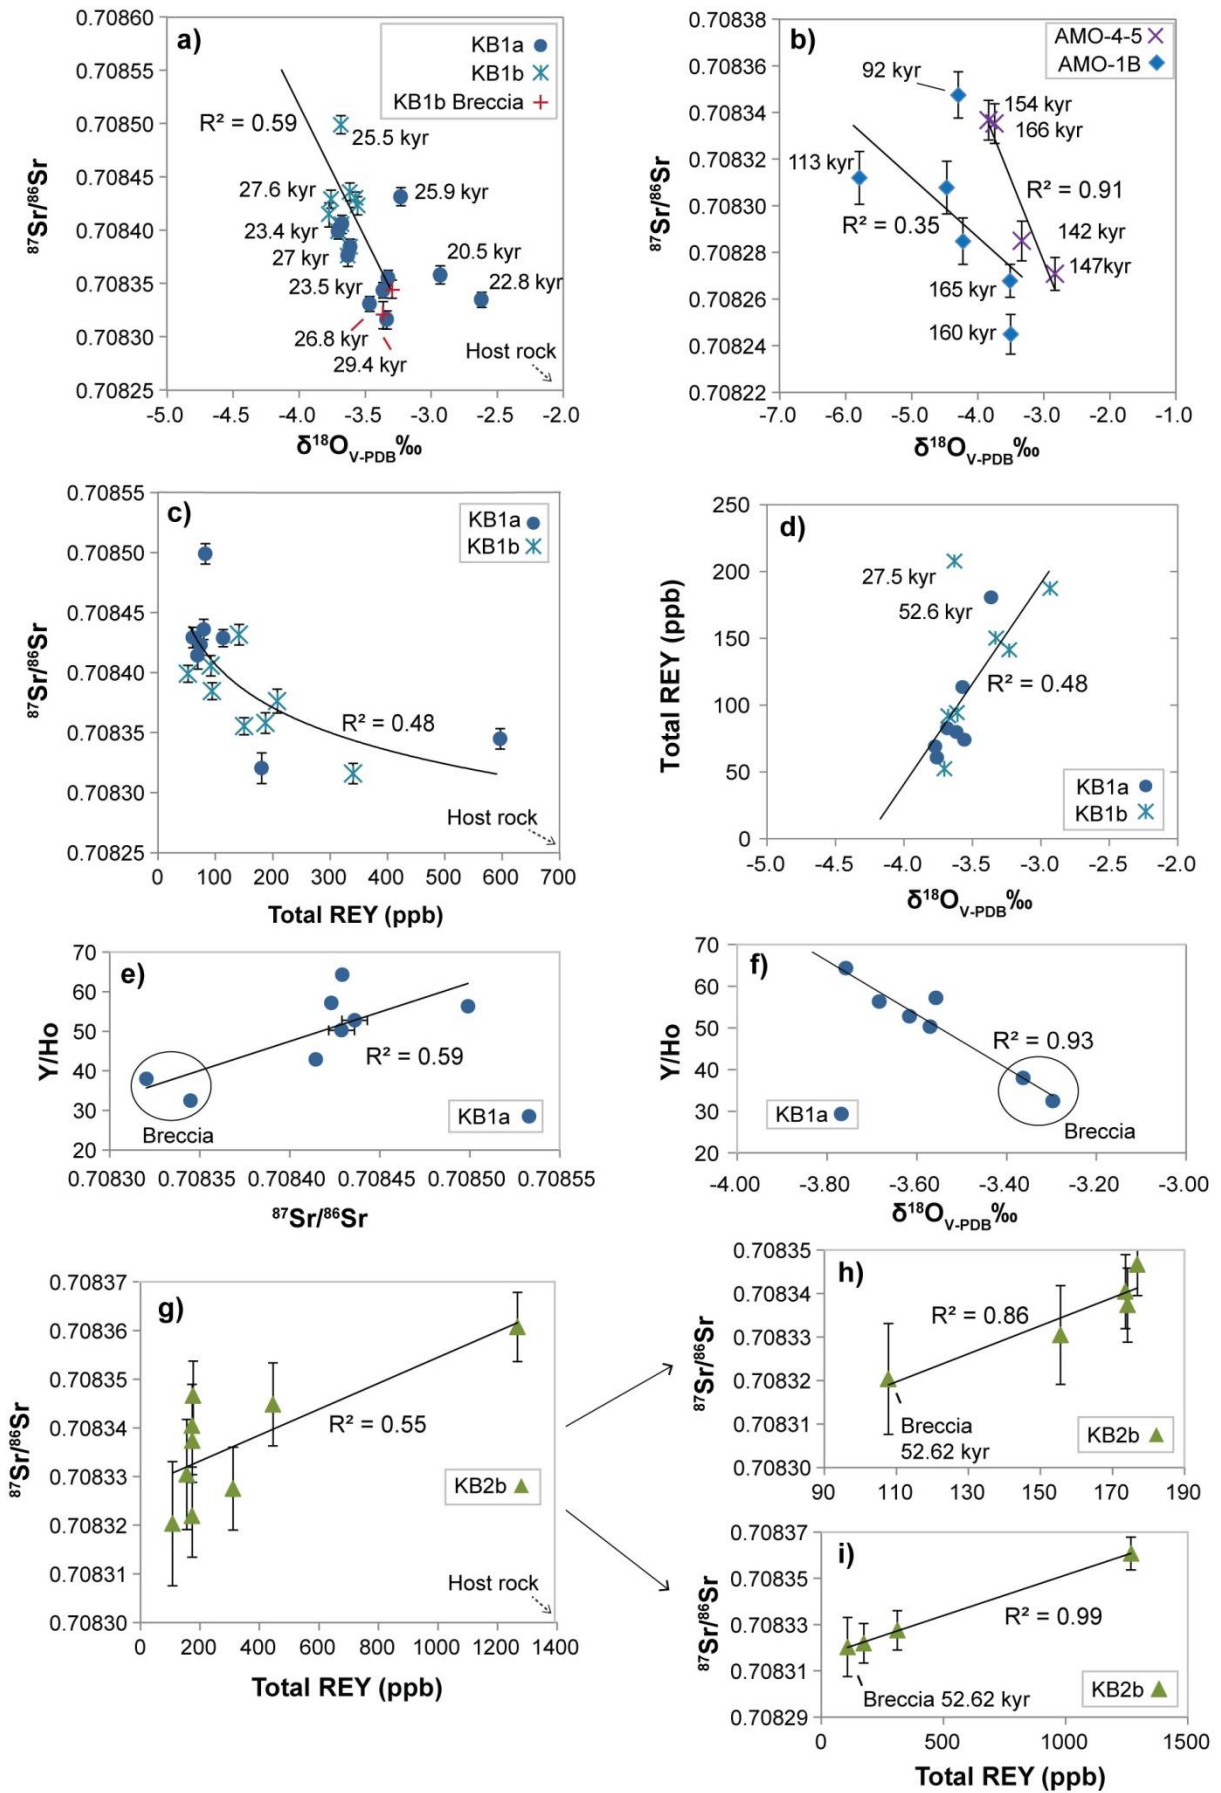 a)
0.70860
0.70855
0.70850
0.70845
0.70840
0.70835
0.70830
0.70825
⁸⁷Sr/⁸⁶Sr
KB1a
KB1b
KB1b Breccia
R² = 0.59
25.5 kyr
27.6 kyr
25.9 kyr
23.4 kyr
27 kyr
20.5 kyr
23.5 kyr
22.8 kyr
26.8 kyr
29.4 kyr
Host rock
-5.0 -4.5 -4.0 -3.5 -3.0 -2.5 -2.0
δ¹⁸O V-PDB‰
b)
0.70838
0.70836
0.70834
0.70832
0.70830
0.70828
0.70826
0.70824
0.70822
⁸⁷Sr/⁸⁶Sr
AMO-4-5
AMO-1B
92 kyr
154 kyr
166 kyr
113 kyr
R² = 0.91
R² = 0.35
142 kyr
147kyr
165 kyr
160 kyr
-7.0 -6.0 -5.0 -4.0 -3.0 -2.0 -1.0
δ¹⁸O V-PDB‰
c)
0.70855
0.70850
0.70845
0.70840
0.70835
0.70830
0.70825
⁸⁷Sr/⁸⁶Sr
KB1a
KB1b
R² = 0.48
Host rock
0 100 200 300 400 500 600 700
Total REY (ppb)
d)
250
200
150
100
50
0
Total REY (ppb)
27.5 kyr
52.6 kyr
R² = 0.48
KB1a
KB1b
-5.0 -4.5 -4.0 -3.5 -3.0 -2.5 -2.0
δ¹⁸O V-PDB‰
e)
70
60
50
40
30
20
Y/Ho
R² = 0.59
KB1a
Breccia
0.70830 0.70835 0.70840 0.70845 0.70850 0.70855
⁸⁷Sr/⁸⁶Sr
f)
70
60
50
40
30
20
Y/Ho
R² = 0.93
KB1a
Breccia
-4.00 -3.80 -3.60 -3.40 -3.20 -3.00
δ¹⁸O V-PDB‰
g)
0.70837
0.70836
0.70835
0.70834
0.70833
0.70832
0.70831
0.70830
⁸⁷Sr/⁸⁶Sr
R² = 0.55
KB2b
Host rock
0 200 400 600 800 1000 1200 1400
Total REY (ppb)
h)
0.70835
0.70834
0.70833
0.70832
0.70831
0.70830
⁸⁷Sr/⁸⁶Sr
R² = 0.86
Breccia
52.62 kyr
KB2b
90 110 130 150 170 190
i)
0.70837
0.70835
0.70833
0.70831
0.70829
⁸⁷Sr/⁸⁶Sr
R² = 0.99
Breccia 52.62 kyr
KB2b
0 500 1000 1500
Total REY (ppb)